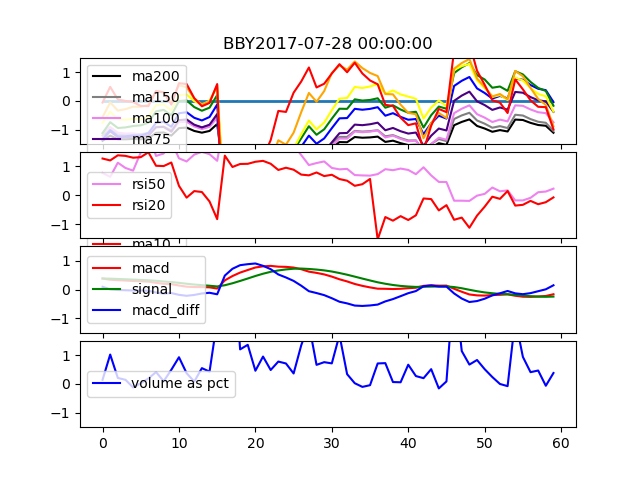 BBY2017-07-28 00:00:00
1
0
−1
ma200
ma150
ma100
ma75
1
0
−1
rsi50
rsi20
ma10
1
0
−1
macd
signal
macd_diff
1
0
−1
volume as pct
0 10 20 30 40 50 60